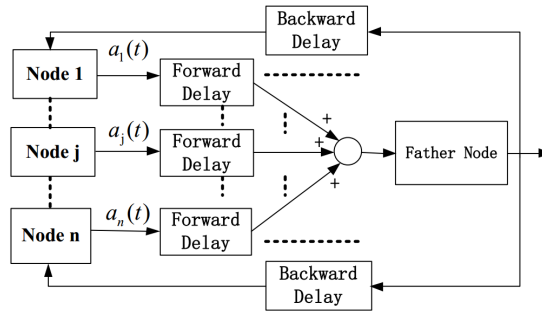 Backward
Delay
a₁(t)
Node 1
Forward
Delay
+
aⱼ(t)
Node j
Forward
Delay
+
Father Node
+
aₙ(t)
Node n
Forward
Delay
Backward
Delay